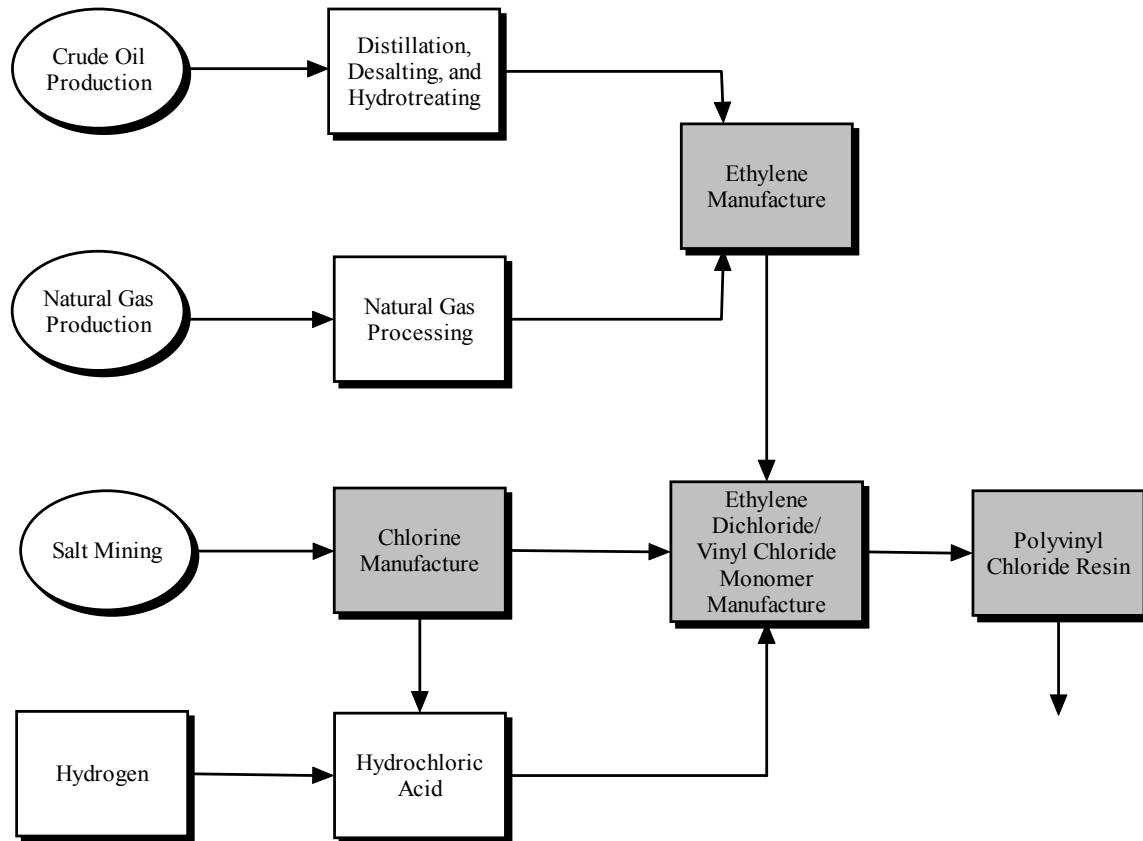 Crude Oil
Production
Distillation,
Desalting, and
Hydrotreating
Ethylene
Manufacture
Natural Gas
Production
Natural Gas
Processing
Salt Mining
Chlorine
Manufacture
Ethylene
Dichloride/
Vinyl Chloride
Monomer
Manufacture
Polyvinyl
Chloride Resin
Hydrogen
Hydrochloric
Acid